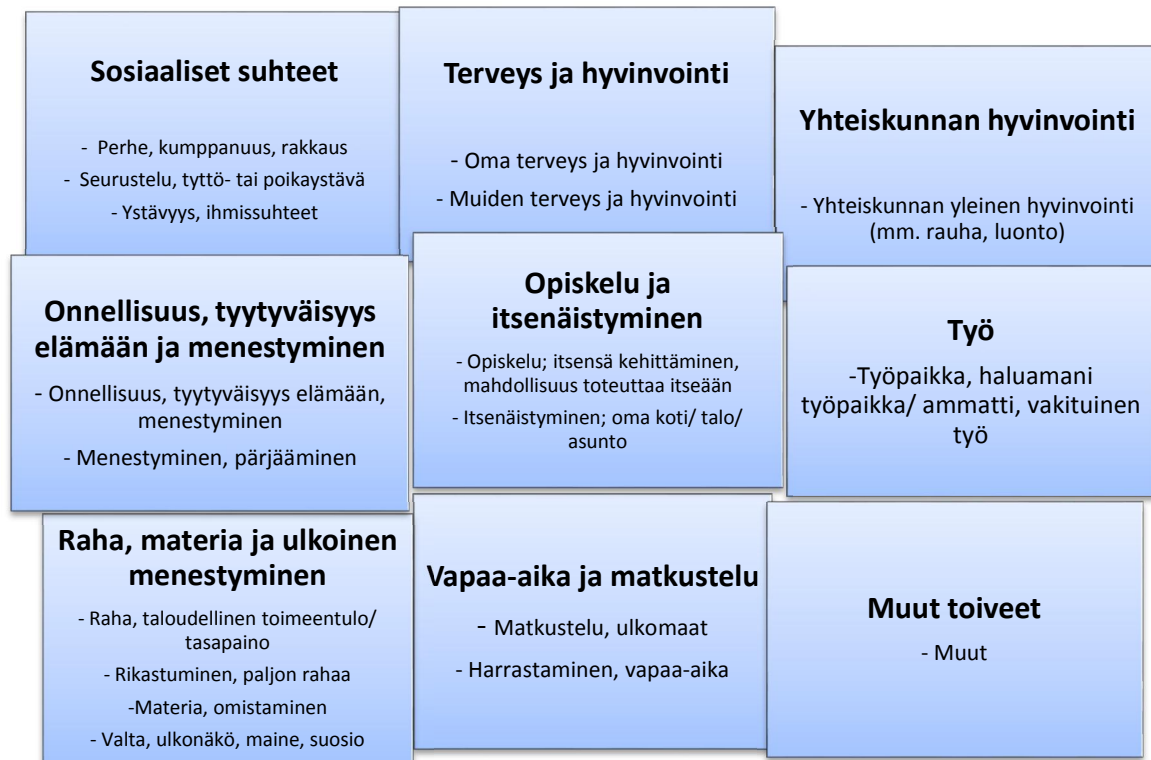 Sosiaaliset suhteet
- Perhe, kumppanuus, rakkaus
- Seurustelu, tyttö- tai poikaystävä
- Ystävyys, ihmissuhteet
Terveys ja hyvinvointi
- Oma terveys ja hyvinvointi
- Muiden terveys ja hyvinvointi
Yhteiskunnan hyvinvointi
- Yhteiskunnan yleinen hyvinvointi
(mm. rauha, luonto)
Onnellisuus, tyytyväisyys
elämään ja menestyminen
- Onnellisuus, tyytyväisyys elämään,
menestyminen
- Menestyminen, pärjääminen
Opiskelu ja
itsenäistyminen
- Opiskelu; itsensä kehittäminen,
mahdollisuus toteuttaa itseään
- Itsenäistyminen; oma koti/ talo/
asunto
Työ
-Työpaikka, haluamani
työpaikka/ ammatti, vakituinen
työ
Raha, materia ja ulkoinen
menestyminen
- Raha, taloudellinen toimeentulo/
tasapaino
- Rikastuminen, paljon rahaa
-Materia, omistaminen
- Valta, ulkonäkö, maine, suosio
Vapaa-aika ja matkustelu
- Matkustelu, ulkomaat
- Harrastaminen, vapaa-aika
Muut toiveet
- Muut